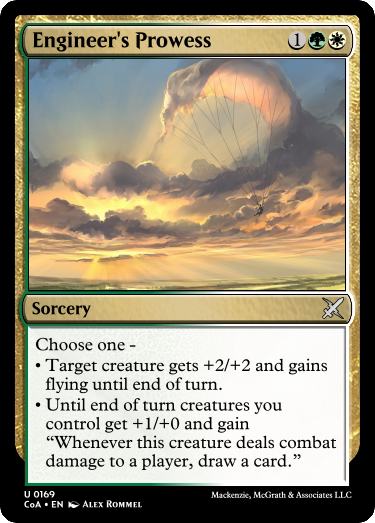 Engineer's Prowess 1
Sorcery
Choose one -
• Target creature gets +2/+2 and gains
flying until end of turn.
• Until end of turn creatures you
control get +1/+0 and gain
“Whenever this creature deals combat
damage to a player, draw a card.”
U 0169
CoA • EN Alex Rommel
Mackenzie, McGrath & Associates LLC